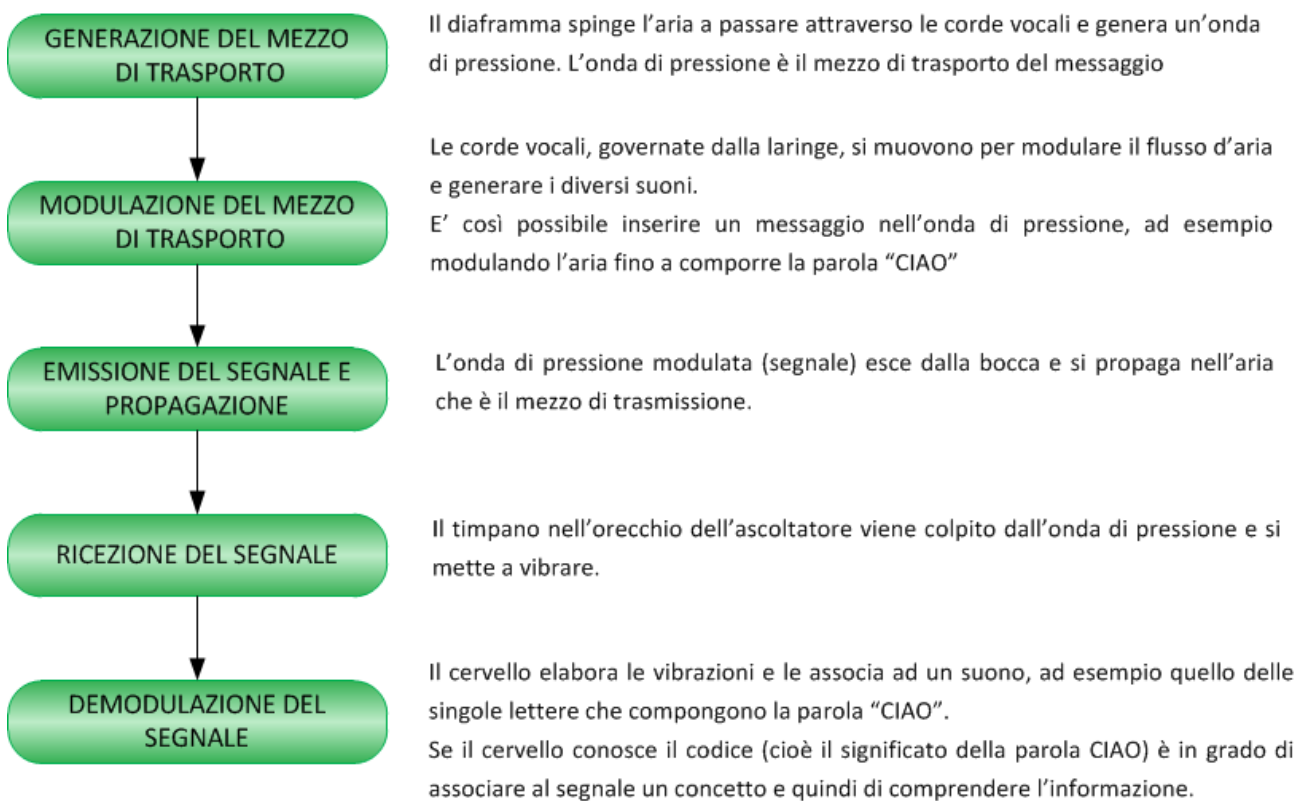 GENERAZIONE DEL MEZZO
DI TRASPORTO
Il diaframma spinge l’aria a passare attraverso le corde vocali e genera un’onda
di pressione. L’onda di pressione è il mezzo di trasporto del messaggio
MODULAZIONE DEL MEZZO
DI TRASPORTO
Le corde vocali, governate dalla laringe, si muovono per modulare il flusso d’aria
e generare i diversi suoni.
E’ così possibile inserire un messaggio nell’onda di pressione, ad esempio
modulando l’aria fino a comporre la parola “CIAO”
EMISSIONE DEL SEGNALE E
PROPAGAZIONE
L’onda di pressione modulata (segnale) esce dalla bocca e si propaga nell’aria
che è il mezzo di trasmissione.
RICEZIONE DEL SEGNALE
Il timpano nell’orecchio dell’ascoltatore viene colpito dall’onda di pressione e si
mette a vibrare.
DEMODULAZIONE DEL
SEGNALE
Il cervello elabora le vibrazioni e le associa ad un suono, ad esempio quello delle
singole lettere che compongono la parola “CIAO”.
Se il cervello conosce il codice (cioè il significato della parola CIAO) è in grado di
associare al segnale un concetto e quindi di comprendere l’informazione.